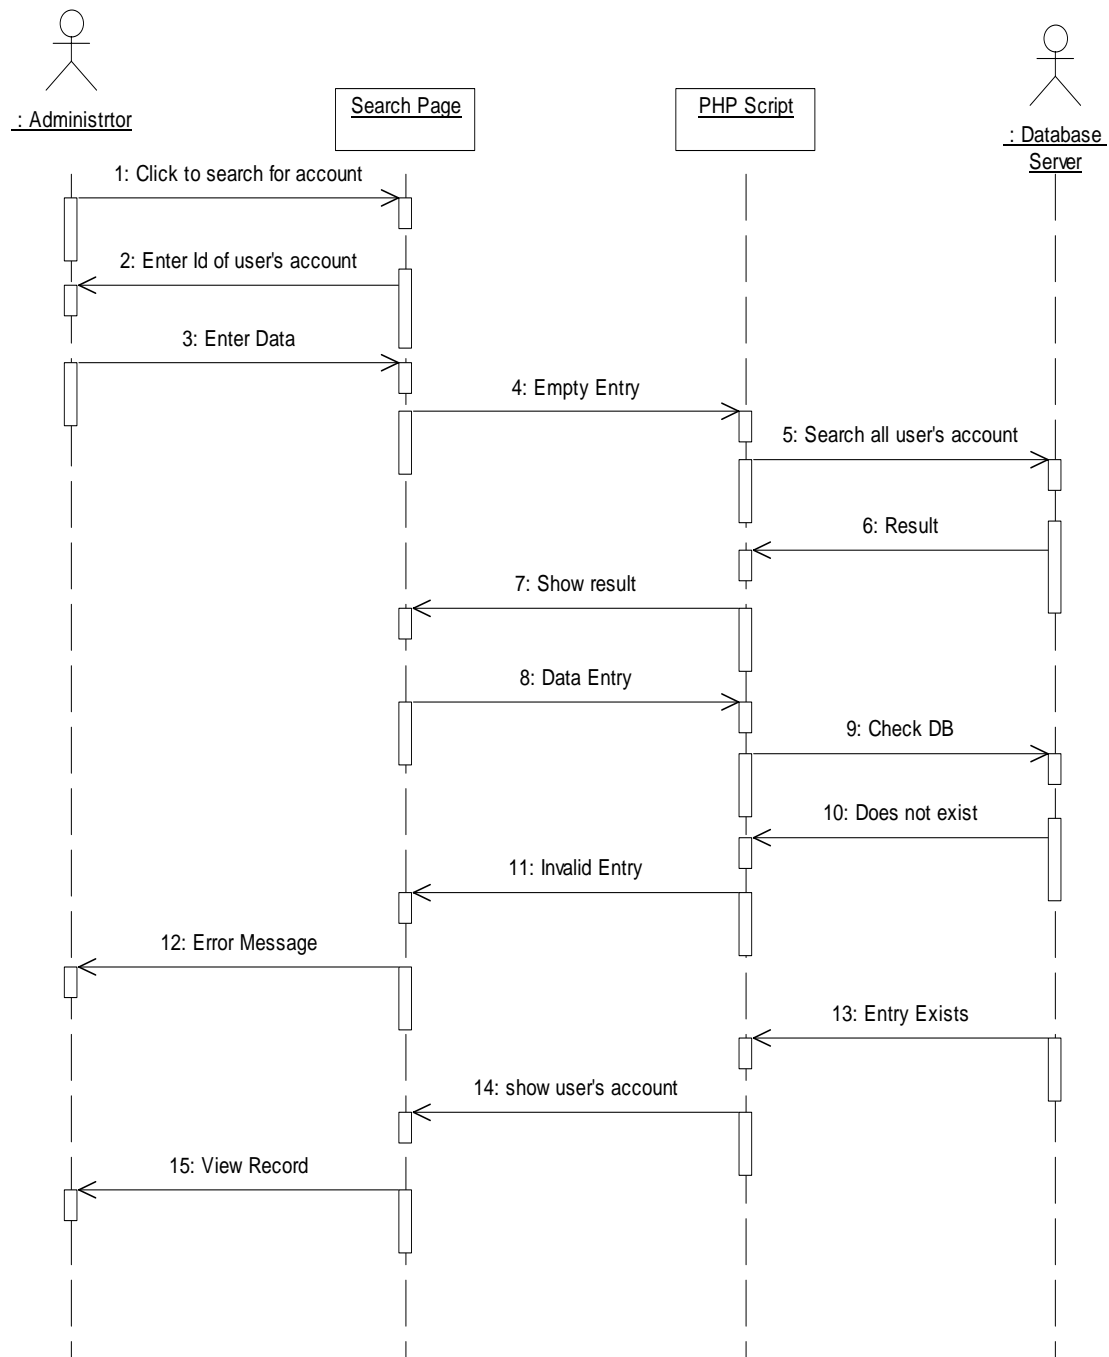 : Administrtor
Search Page
PHP Script
: Database
Server
1: Click to search for account
2: Enter Id of user's account
3: Enter Data
4: Empty Entry
5: Search all user's account
6: Result
7: Show result
8: Data Entry
9: Check DB
10: Does not exist
11: Invalid Entry
12: Error Message
13: Entry Exists
14: show user's account
15: View Record